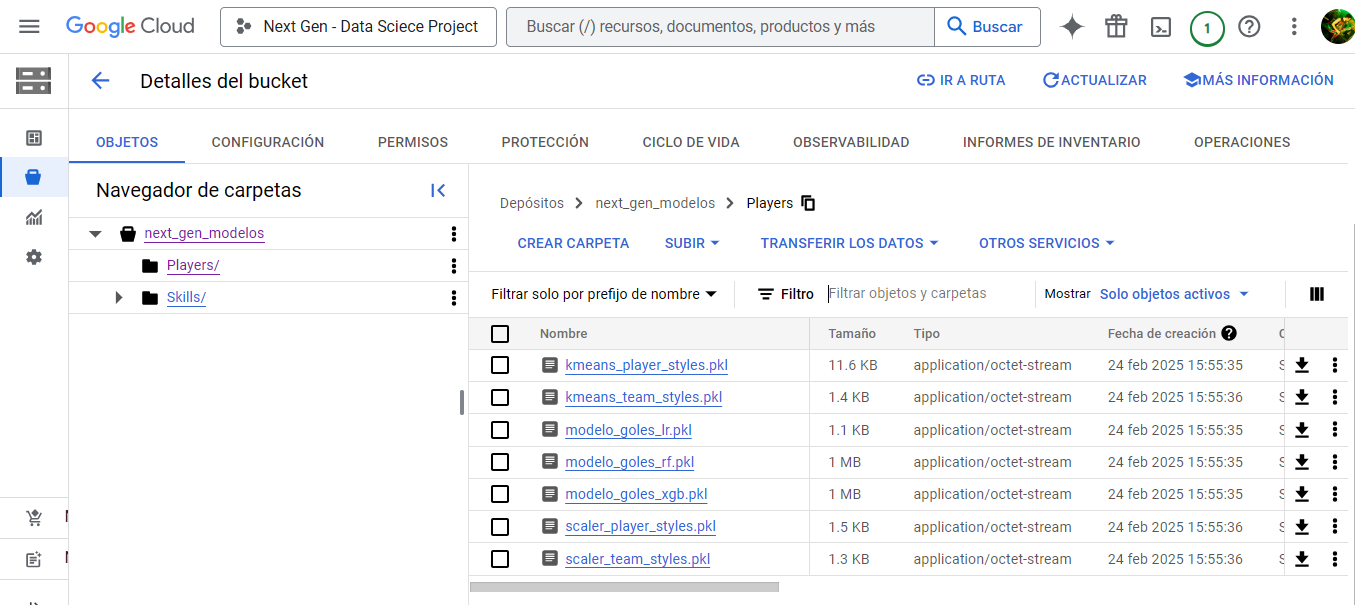 Google Cloud
Next Gen - Data Sciece Project
Buscar (/) recursos, documentos, productos y más
Buscar
1
Detalles del bucket
IR A RUTA
ACTUALIZAR
MÁS INFORMACIÓN
OBJETOS
CONFIGURACIÓN
PERMISOS
PROTECCIÓN
CICLO DE VIDA
OBSERVABILIDAD
INFORMES DE INVENTARIO
OPERACIONES
Navegador de carpetas
next_gen_modelos
Players/
Skills/
Depósitos > next_gen_modelos > Players
CREAR CARPETA
SUBIR
TRANSFERIR LOS DATOS
OTROS SERVICIOS
Filtrar solo por prefijo de nombre
Filtro
Filtrar objetos y carpetas
Mostrar
Solo objetos activos
Nombre Tamaño Tipo Fecha de creación
kmeans_player_styles.pkl 11.6 KB application/octet-stream 24 feb 2025 15:55:35
kmeans_team_styles.pkl 1.4 KB application/octet-stream 24 feb 2025 15:55:36
modelo_goles_lr.pkl 1.1 KB application/octet-stream 24 feb 2025 15:55:35
modelo_goles_rf.pkl 1 MB application/octet-stream 24 feb 2025 15:55:35
modelo_goles_xgb.pkl 1 MB application/octet-stream 24 feb 2025 15:55:35
scaler_player_styles.pkl 1.5 KB application/octet-stream 24 feb 2025 15:55:36
scaler_team_styles.pkl 1.3 KB application/octet-stream 24 feb 2025 15:55:36